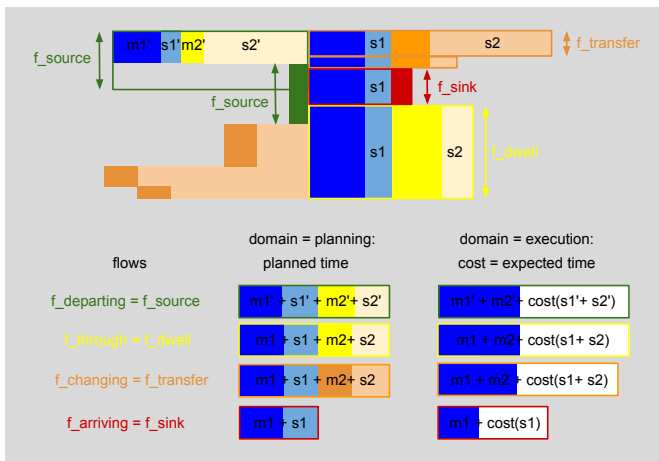 m1' s1' m2' s2' s1 s2 f_transfer
f_source
f_source s1 f_sink
s1 s2 f_dwell
domain = planning: domain = execution:
flows planned time cost = expected time
f_departing = f_source m1' + s1' + m2'+ s2' m1' + m2'+ cost(s1'+ s2')
f_through = f_dwell m1 + s1 + m2+ s2 m1 + m2 + cost(s1+ s2)
f_changing = f_transfer m1 + s1 + m2+ s2 m1 + m2 + cost(s1+ s2)
f_arriving = f_sink m1 + s1 m1 + cost(s1)